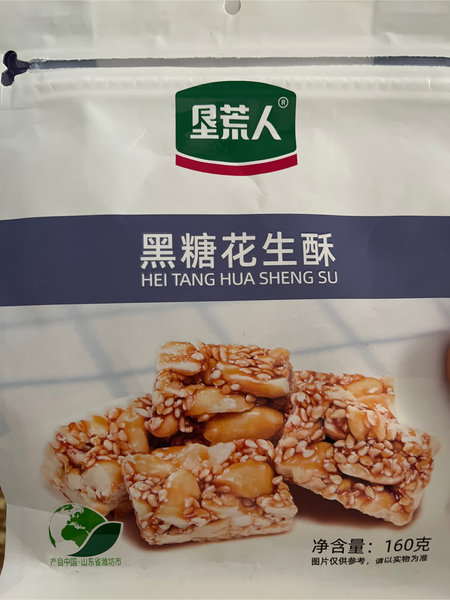 垦荒人®
黑糖花生酥
HEI TANG HUA SHENG SU
净含量：160克
图片仅供参考，请以实物为准
产自中国·山东省潍坊市